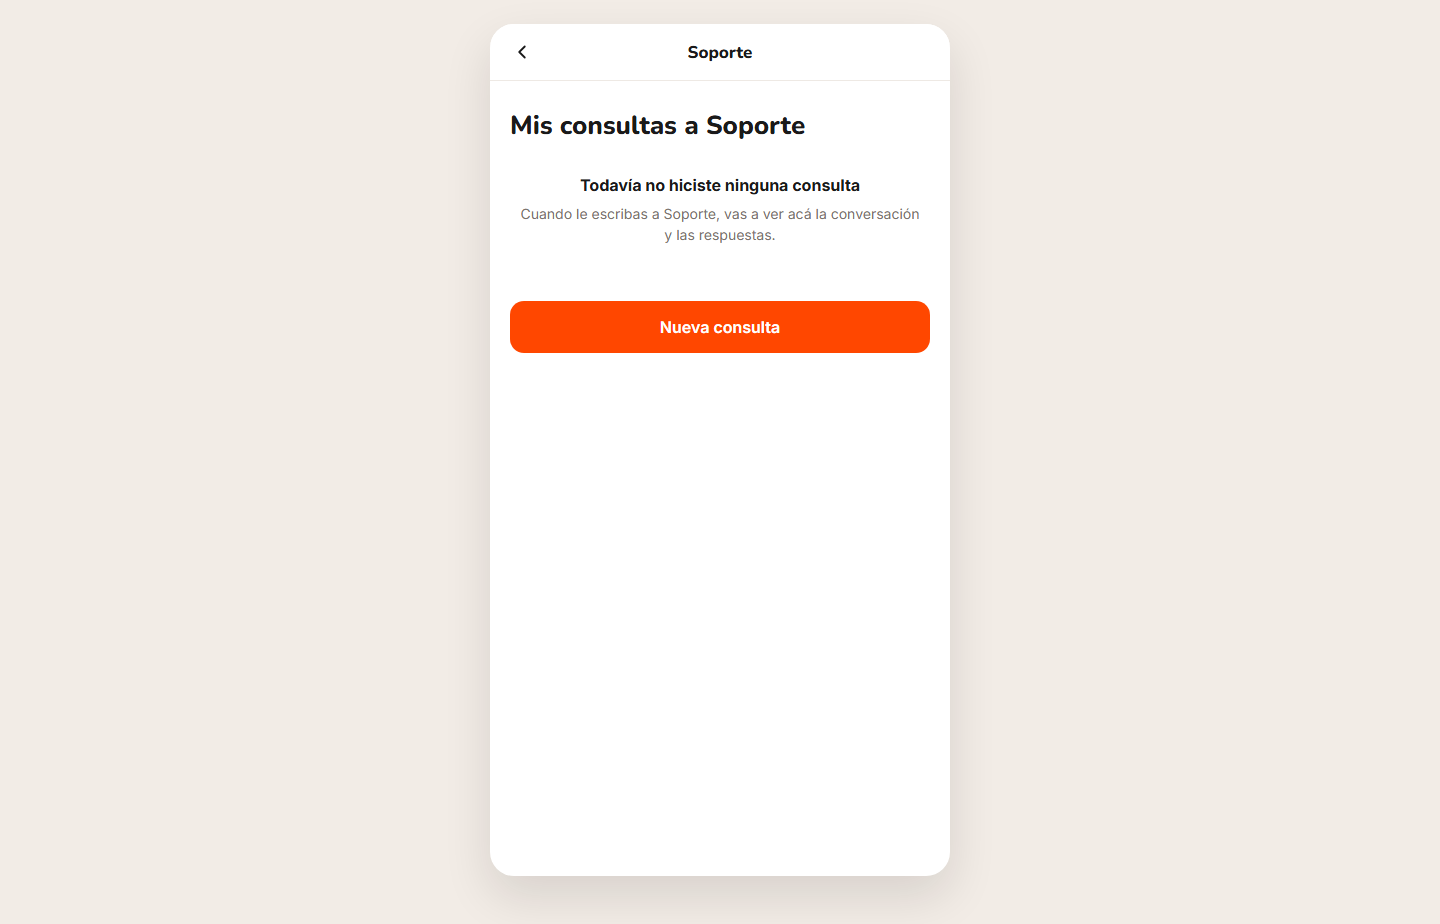 Soporte
Mis consultas a Soporte
Todavía no hiciste ninguna consulta
Cuando le escribas a Soporte, vas a ver acá la conversación
y las respuestas.
Nueva consulta